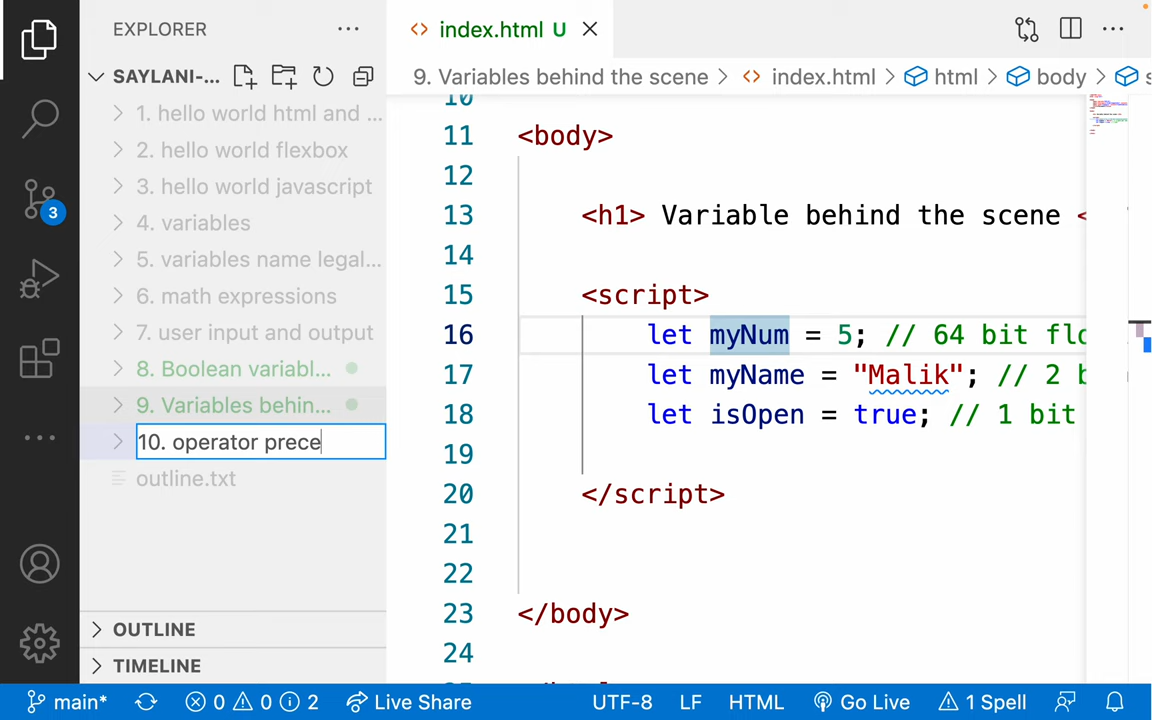 EXPLORER
index.html U
SAYLANI-...
9. Variables behind the scene > index.html > html > body >
1. hello world html and ...
2. hello world flexbox
3. hello world javascript
4. variables
5. variables name legal...
6. math expressions
7. user input and output
8. Boolean variabl...
9. Variables behin...
10. operator prece
outline.txt
OUTLINE
TIMELINE
10
11 <body>
12
13 <h1> Variable behind the scene <
14
15 <script>
16 let myNum = 5; // 64 bit flo
17 let myName = "Malik"; // 2 b
18 let isOpen = true; // 1 bit
19
20 </script>
21
22
23 </body>
24
3
main* 0 0 2 Live Share UTF-8 LF HTML Go Live 1 Spell